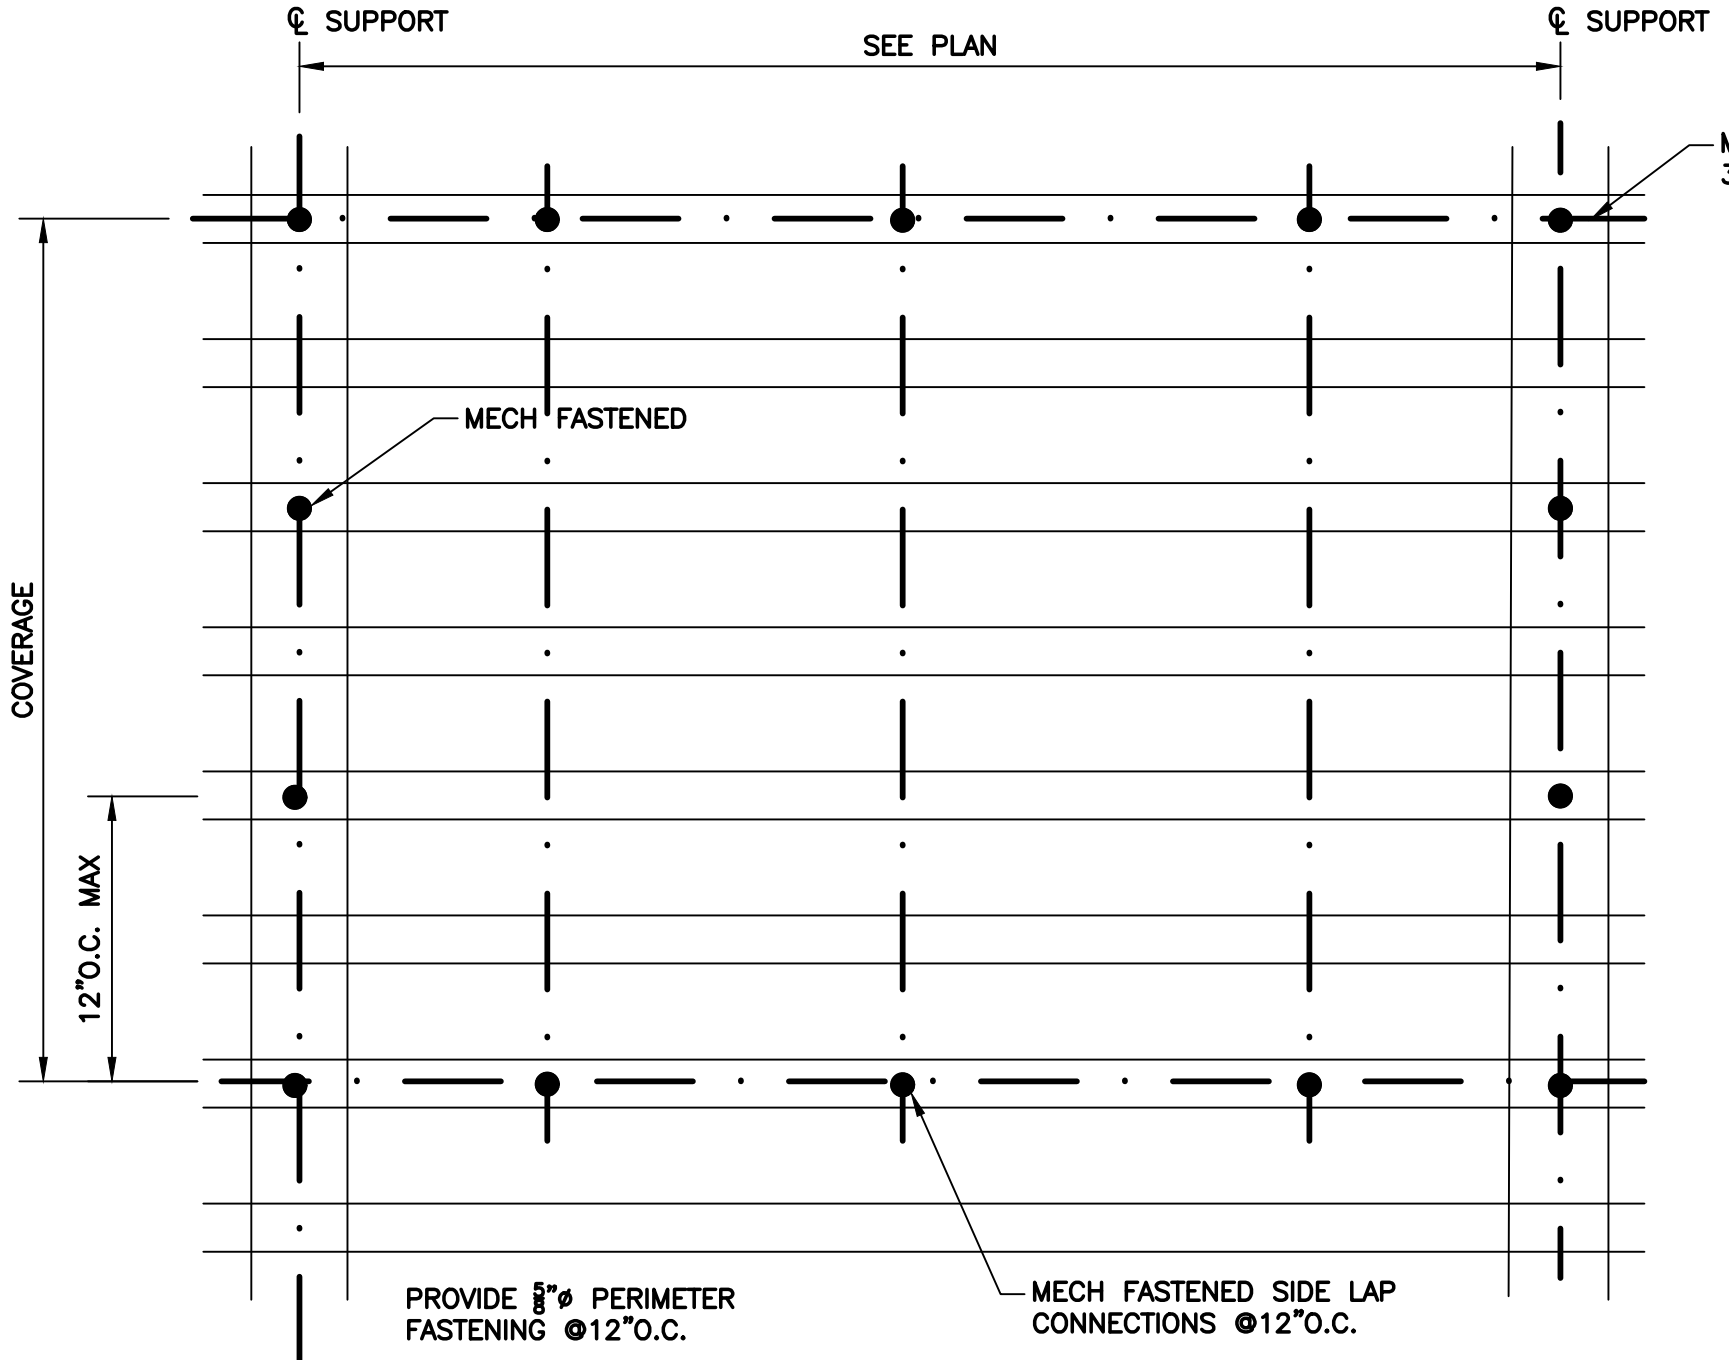 ℄ SUPPORT
℄ SUPPORT
SEE PLAN
MECH FASTENED
COVERAGE
12"O.C. MAX
PROVIDE 5/8"ø PERIMETER
FASTENING @12"O.C.
MECH FASTENED SIDE LAP
CONNECTIONS @12"O.C.